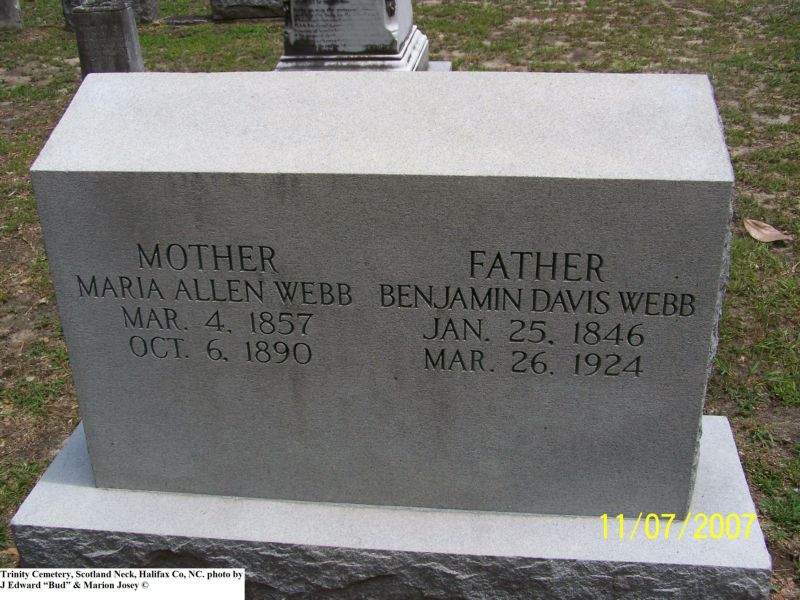 MOTHER
MARIA ALLEN WEBB
MAR. 4, 1857
OCT. 6, 1890
FATHER
BENJAMIN DAVIS WEBB
JAN. 25, 1846
MAR. 26, 1924
11/07/2007
Trinity Cemetery, Scotland Neck, Halifax Co, NC. photo by
J Edward “Bud” & Marion Josey ©